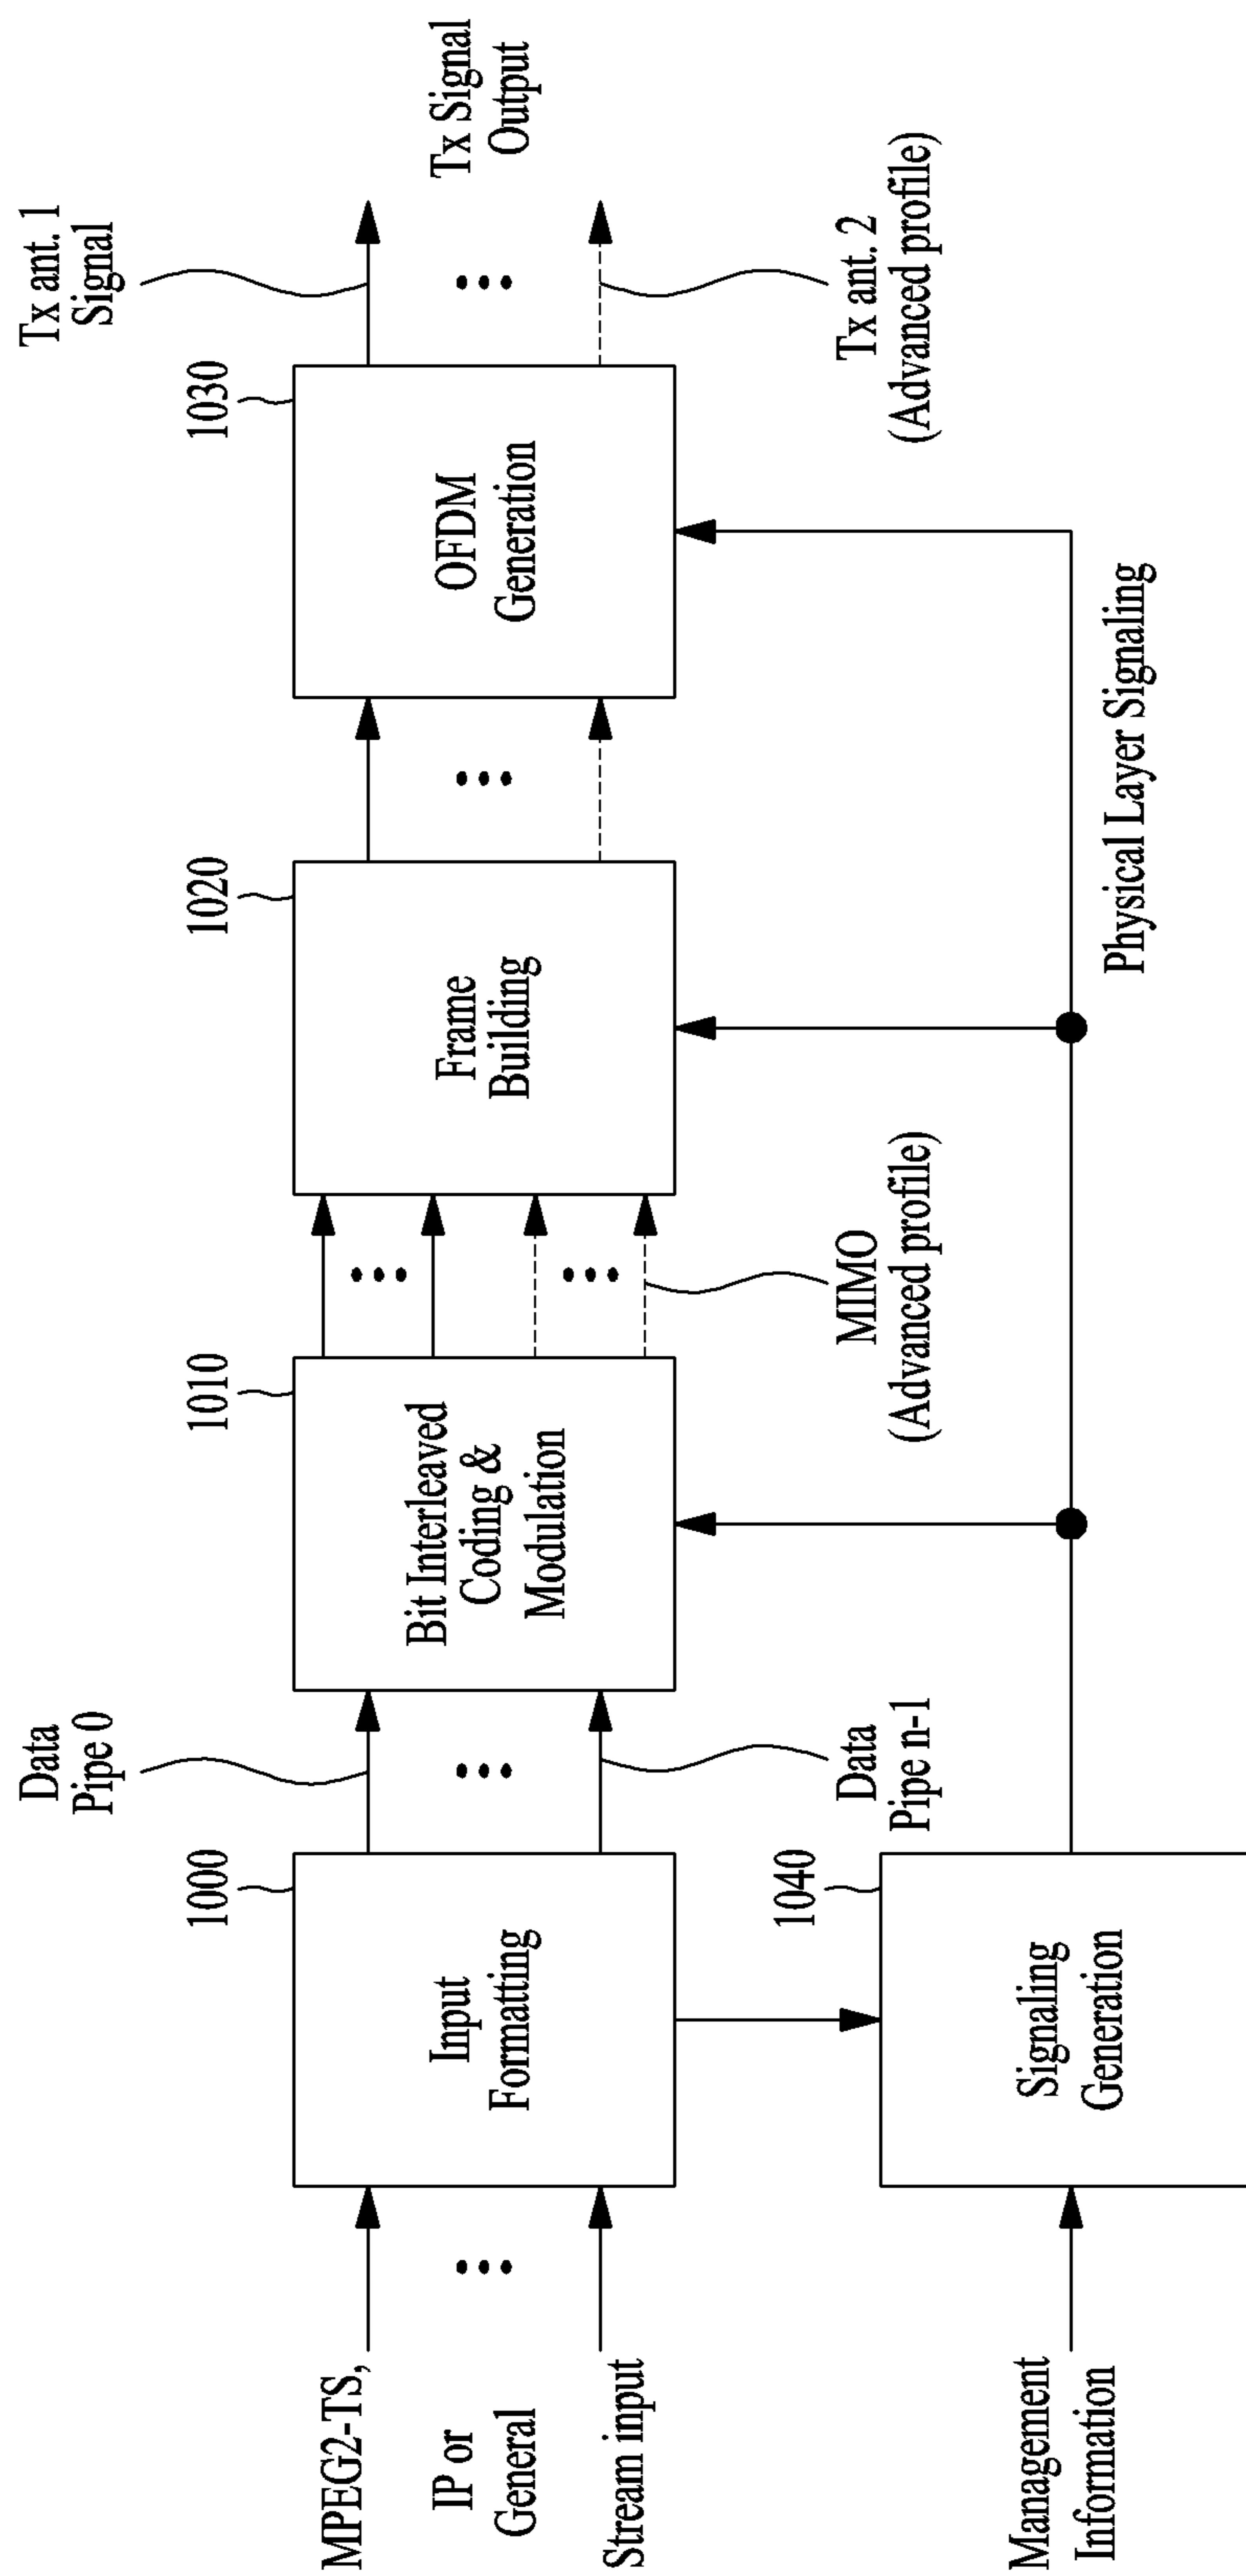 MPEG2-TS,
IP or
General
Stream input
Management
Information
1000
Input
Formatting
1040
Signaling
Generation
Data
Pipe 0
Data
Pipe n-1
1010
Bit Interleaved
Coding &
Modulation
MIMO
(Advanced profile)
1020
Frame
Building
Physical Layer Signaling
1030
OFDM
Generation
Tx ant. 1
Signal
Tx ant. 2
(Advanced profile)
Tx Signal
Output